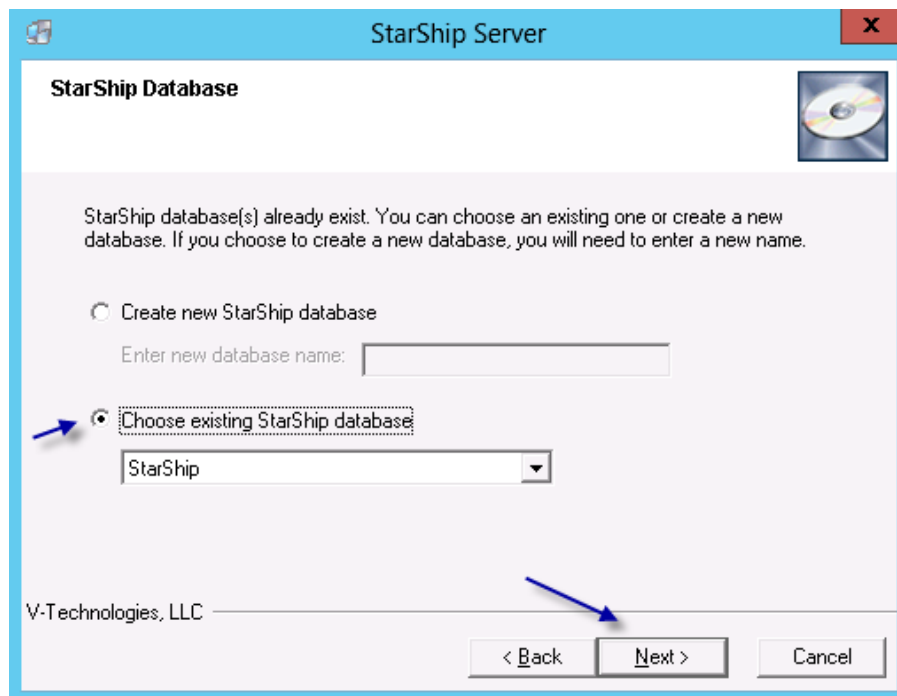 StarShip Server
x
StarShip Database
StarShip database(s) already exist. You can choose an existing one or create a new
database. If you choose to create a new database, you will need to enter a new name.
Create new StarShip database
Enter new database name:
Choose existing StarShip database
StarShip
V-Technologies, LLC
< Back Next > Cancel